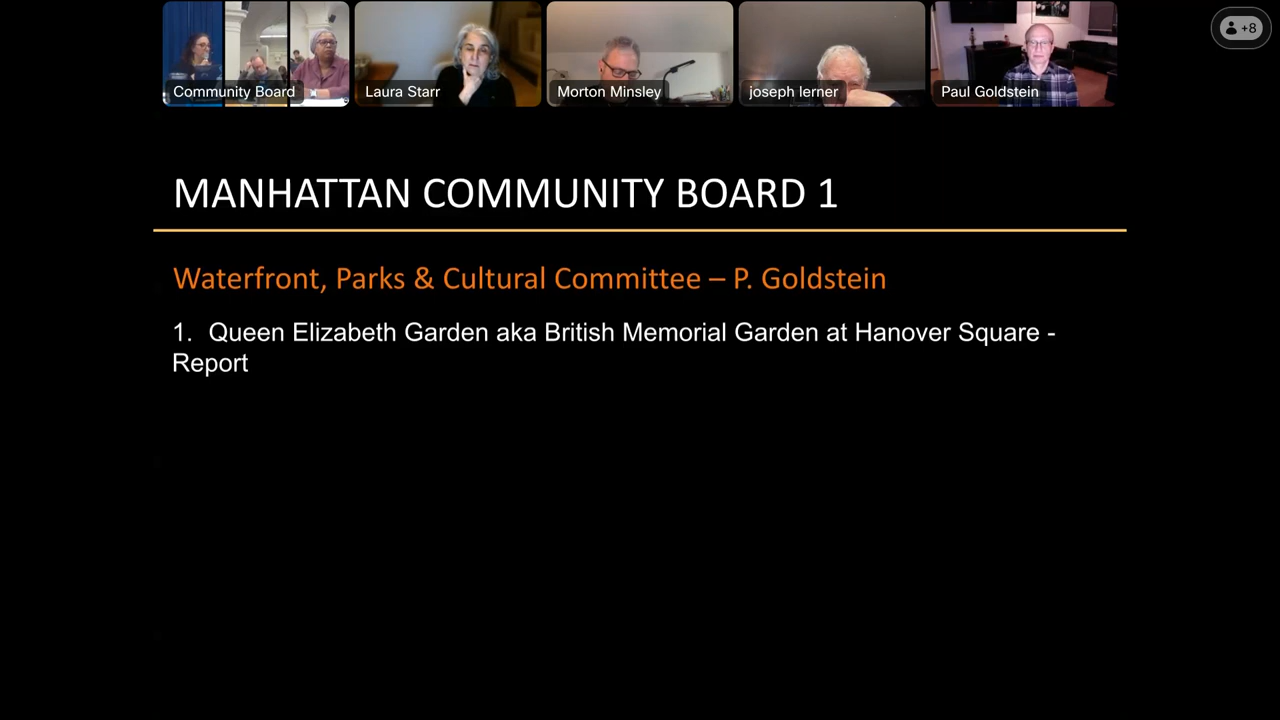 Community Board
Laura Starr
Morton Minsley
joseph lerner
Paul Goldstein
+8
MANHATTAN COMMUNITY BOARD 1
Waterfront, Parks & Cultural Committee – P. Goldstein
1. Queen Elizabeth Garden aka British Memorial Garden at Hanover Square -
Report